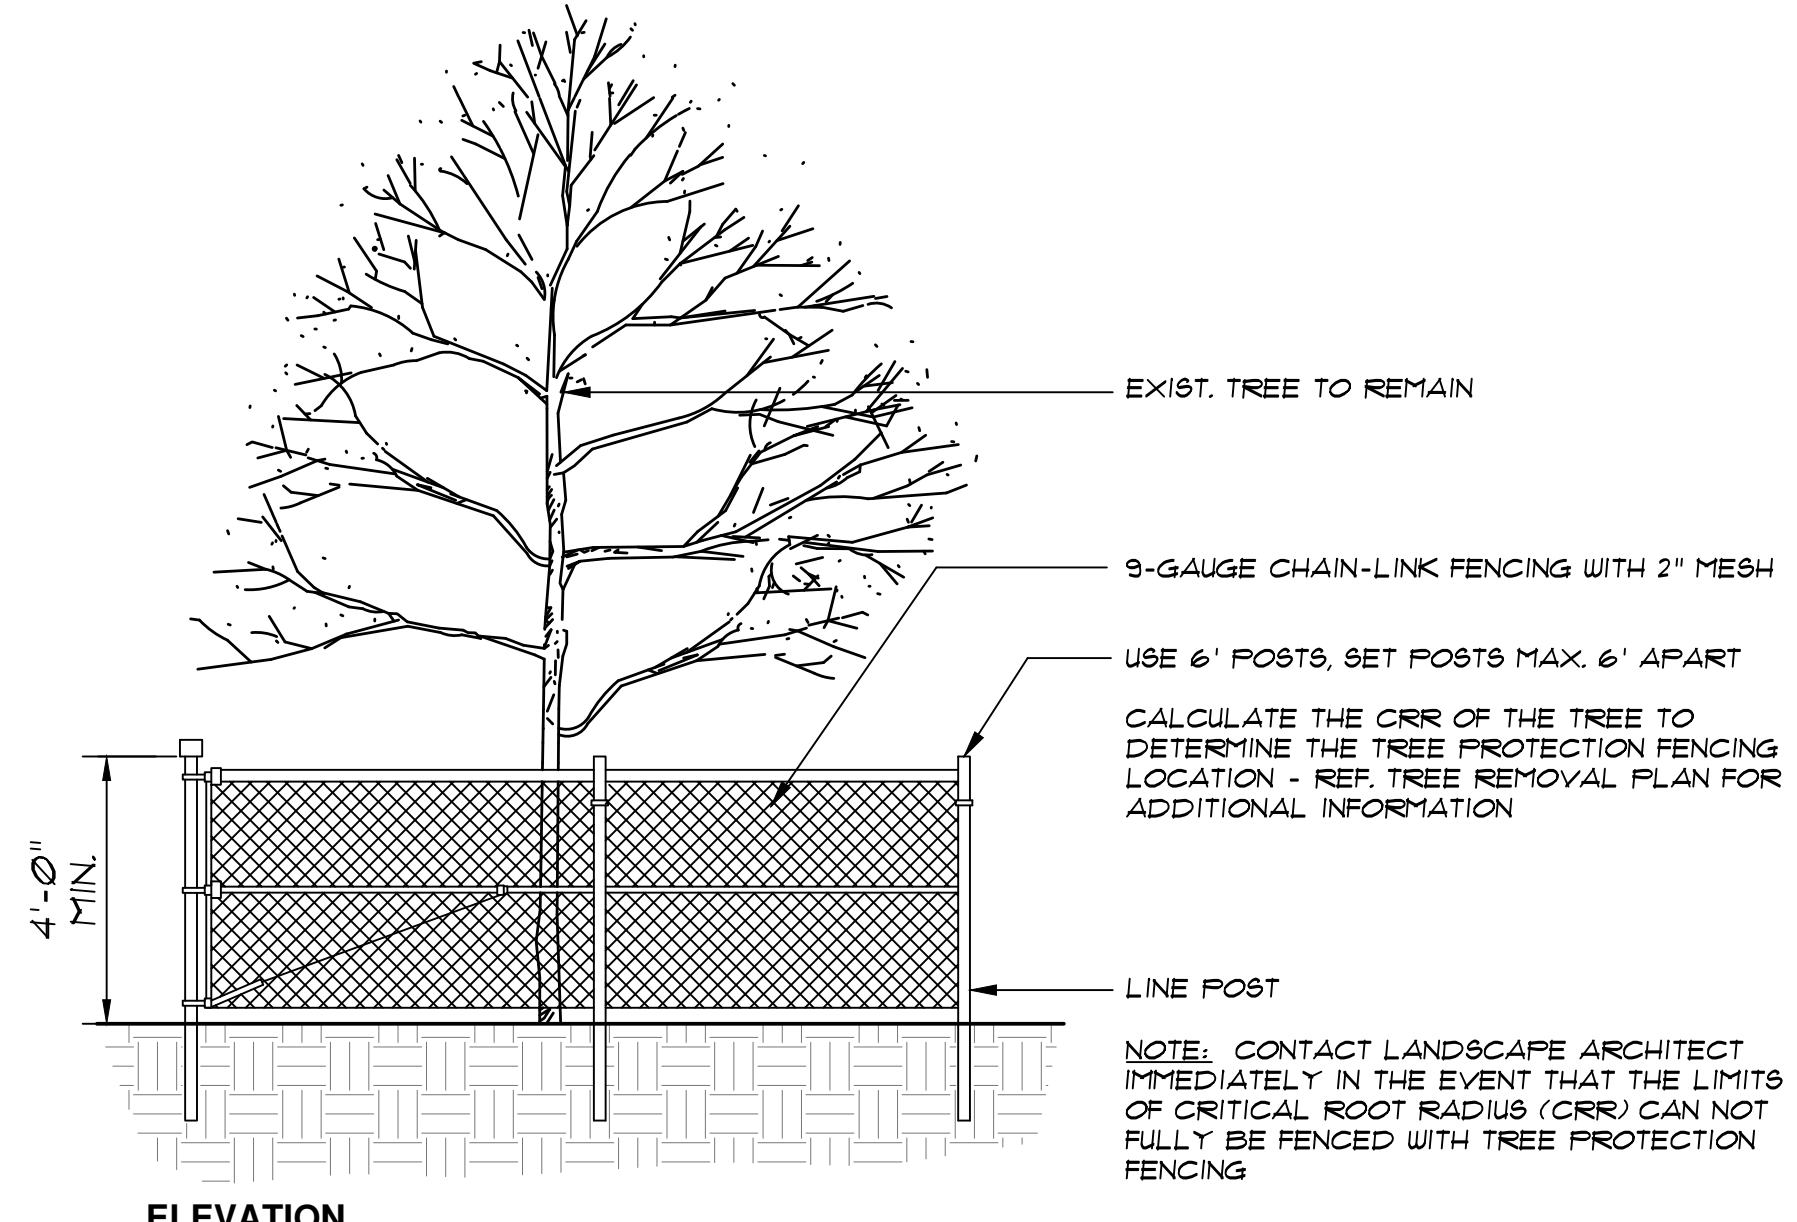 EXIST. TREE TO REMAIN
9-GAUGE CHAIN-LINK FENCING WITH 2" MESH
USE 6' POSTS, SET POSTS MAX. 6' APART
CALCULATE THE CRR OF THE TREE TO
DETERMINE THE TREE PROTECTION FENCING
LOCATION - REF. TREE REMOVAL PLAN FOR
ADDITIONAL INFORMATION
4'-0"
MIN.
LINE POST
NOTE: CONTACT LANDSCAPE ARCHITECT
IMMEDIATELY IN THE EVENT THAT THE LIMITS
OF CRITICAL ROOT RADIUS (CRR) CAN NOT
FULLY BE FENCED WITH TREE PROTECTION
FENCING
ELEVATION